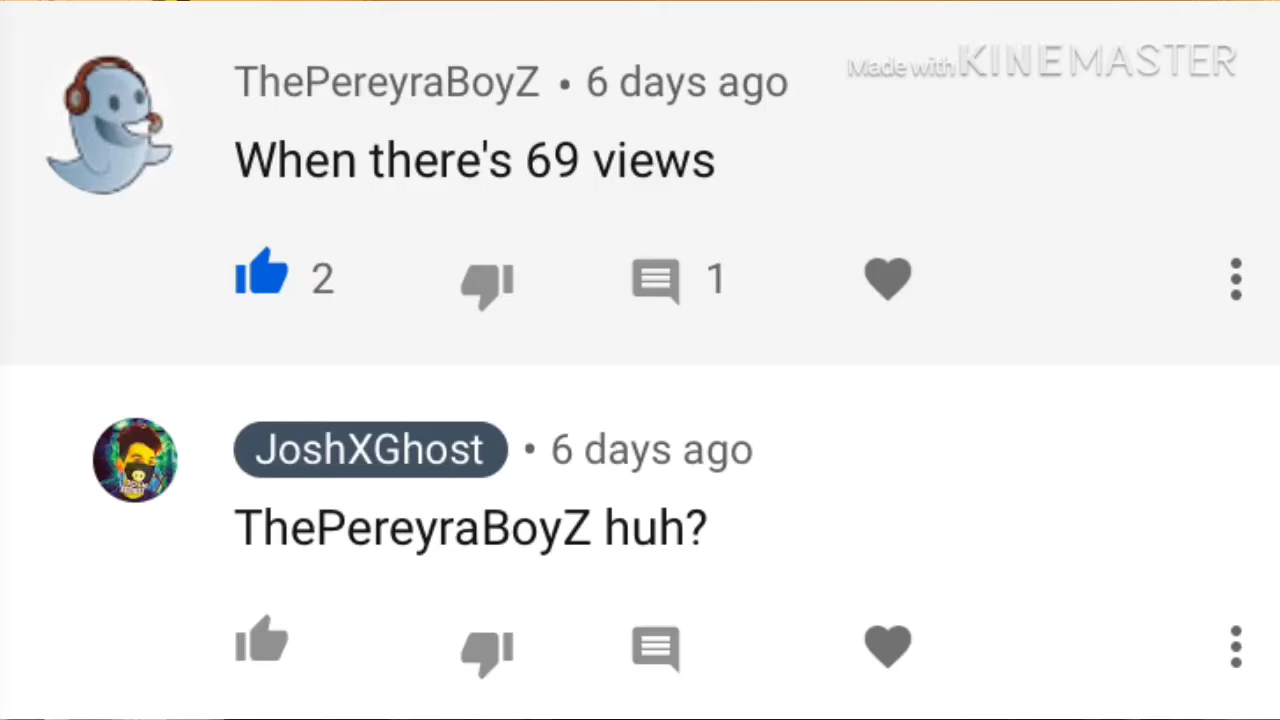 ThePereyraBoyZ • 6 days ago
Made with KINEMASTER
When there's 69 views
2
1
JoshXGhost • 6 days ago
ThePereyraBoyZ huh?